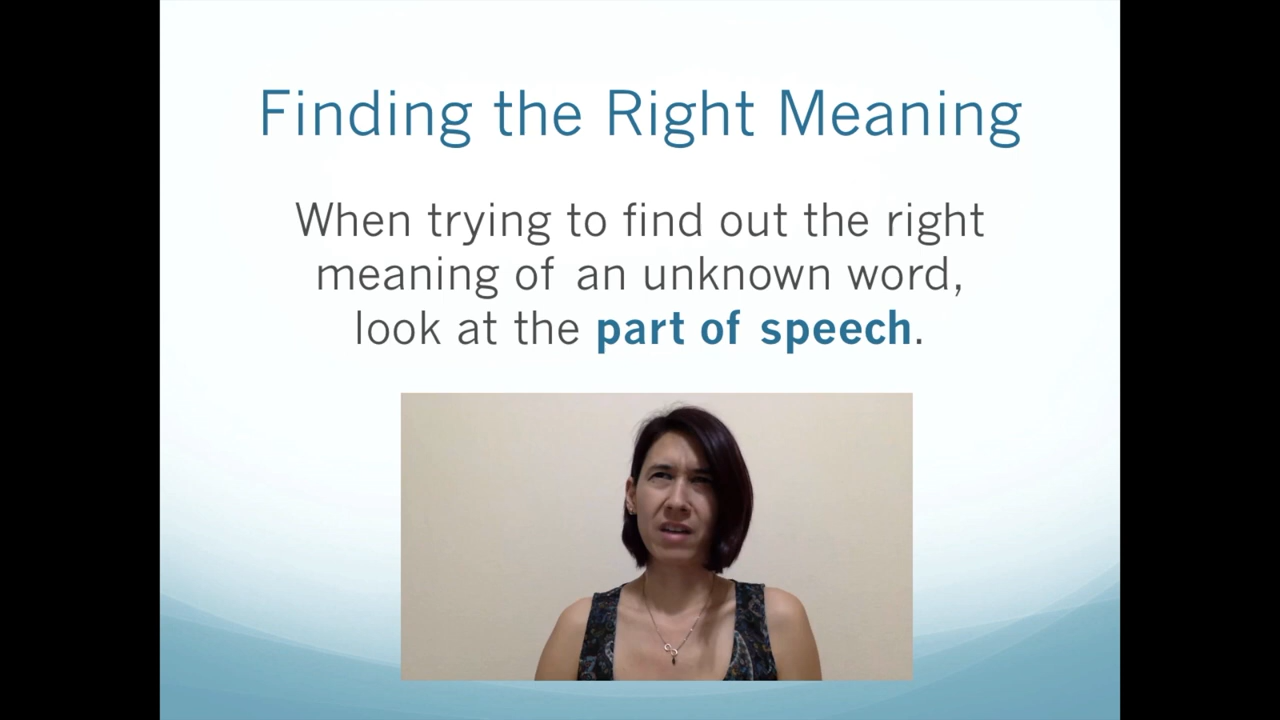 Finding the Right Meaning
When trying to find out the right
meaning of an unknown word,
look at the part of speech.